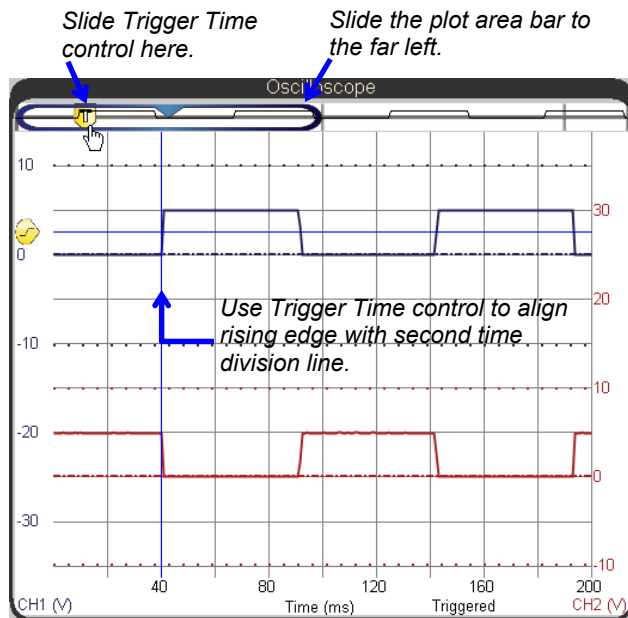 Slide Trigger Time
control here.
Slide the plot area bar to
the far left.
Oscilloscope
T
10
0
-10
-20
-30
30
20
10
0
-10
Use Trigger Time control to align
rising edge with second time
division line.
40 80 120 160 200
CH1 (V) Time (ms) Triggered CH2 (V)